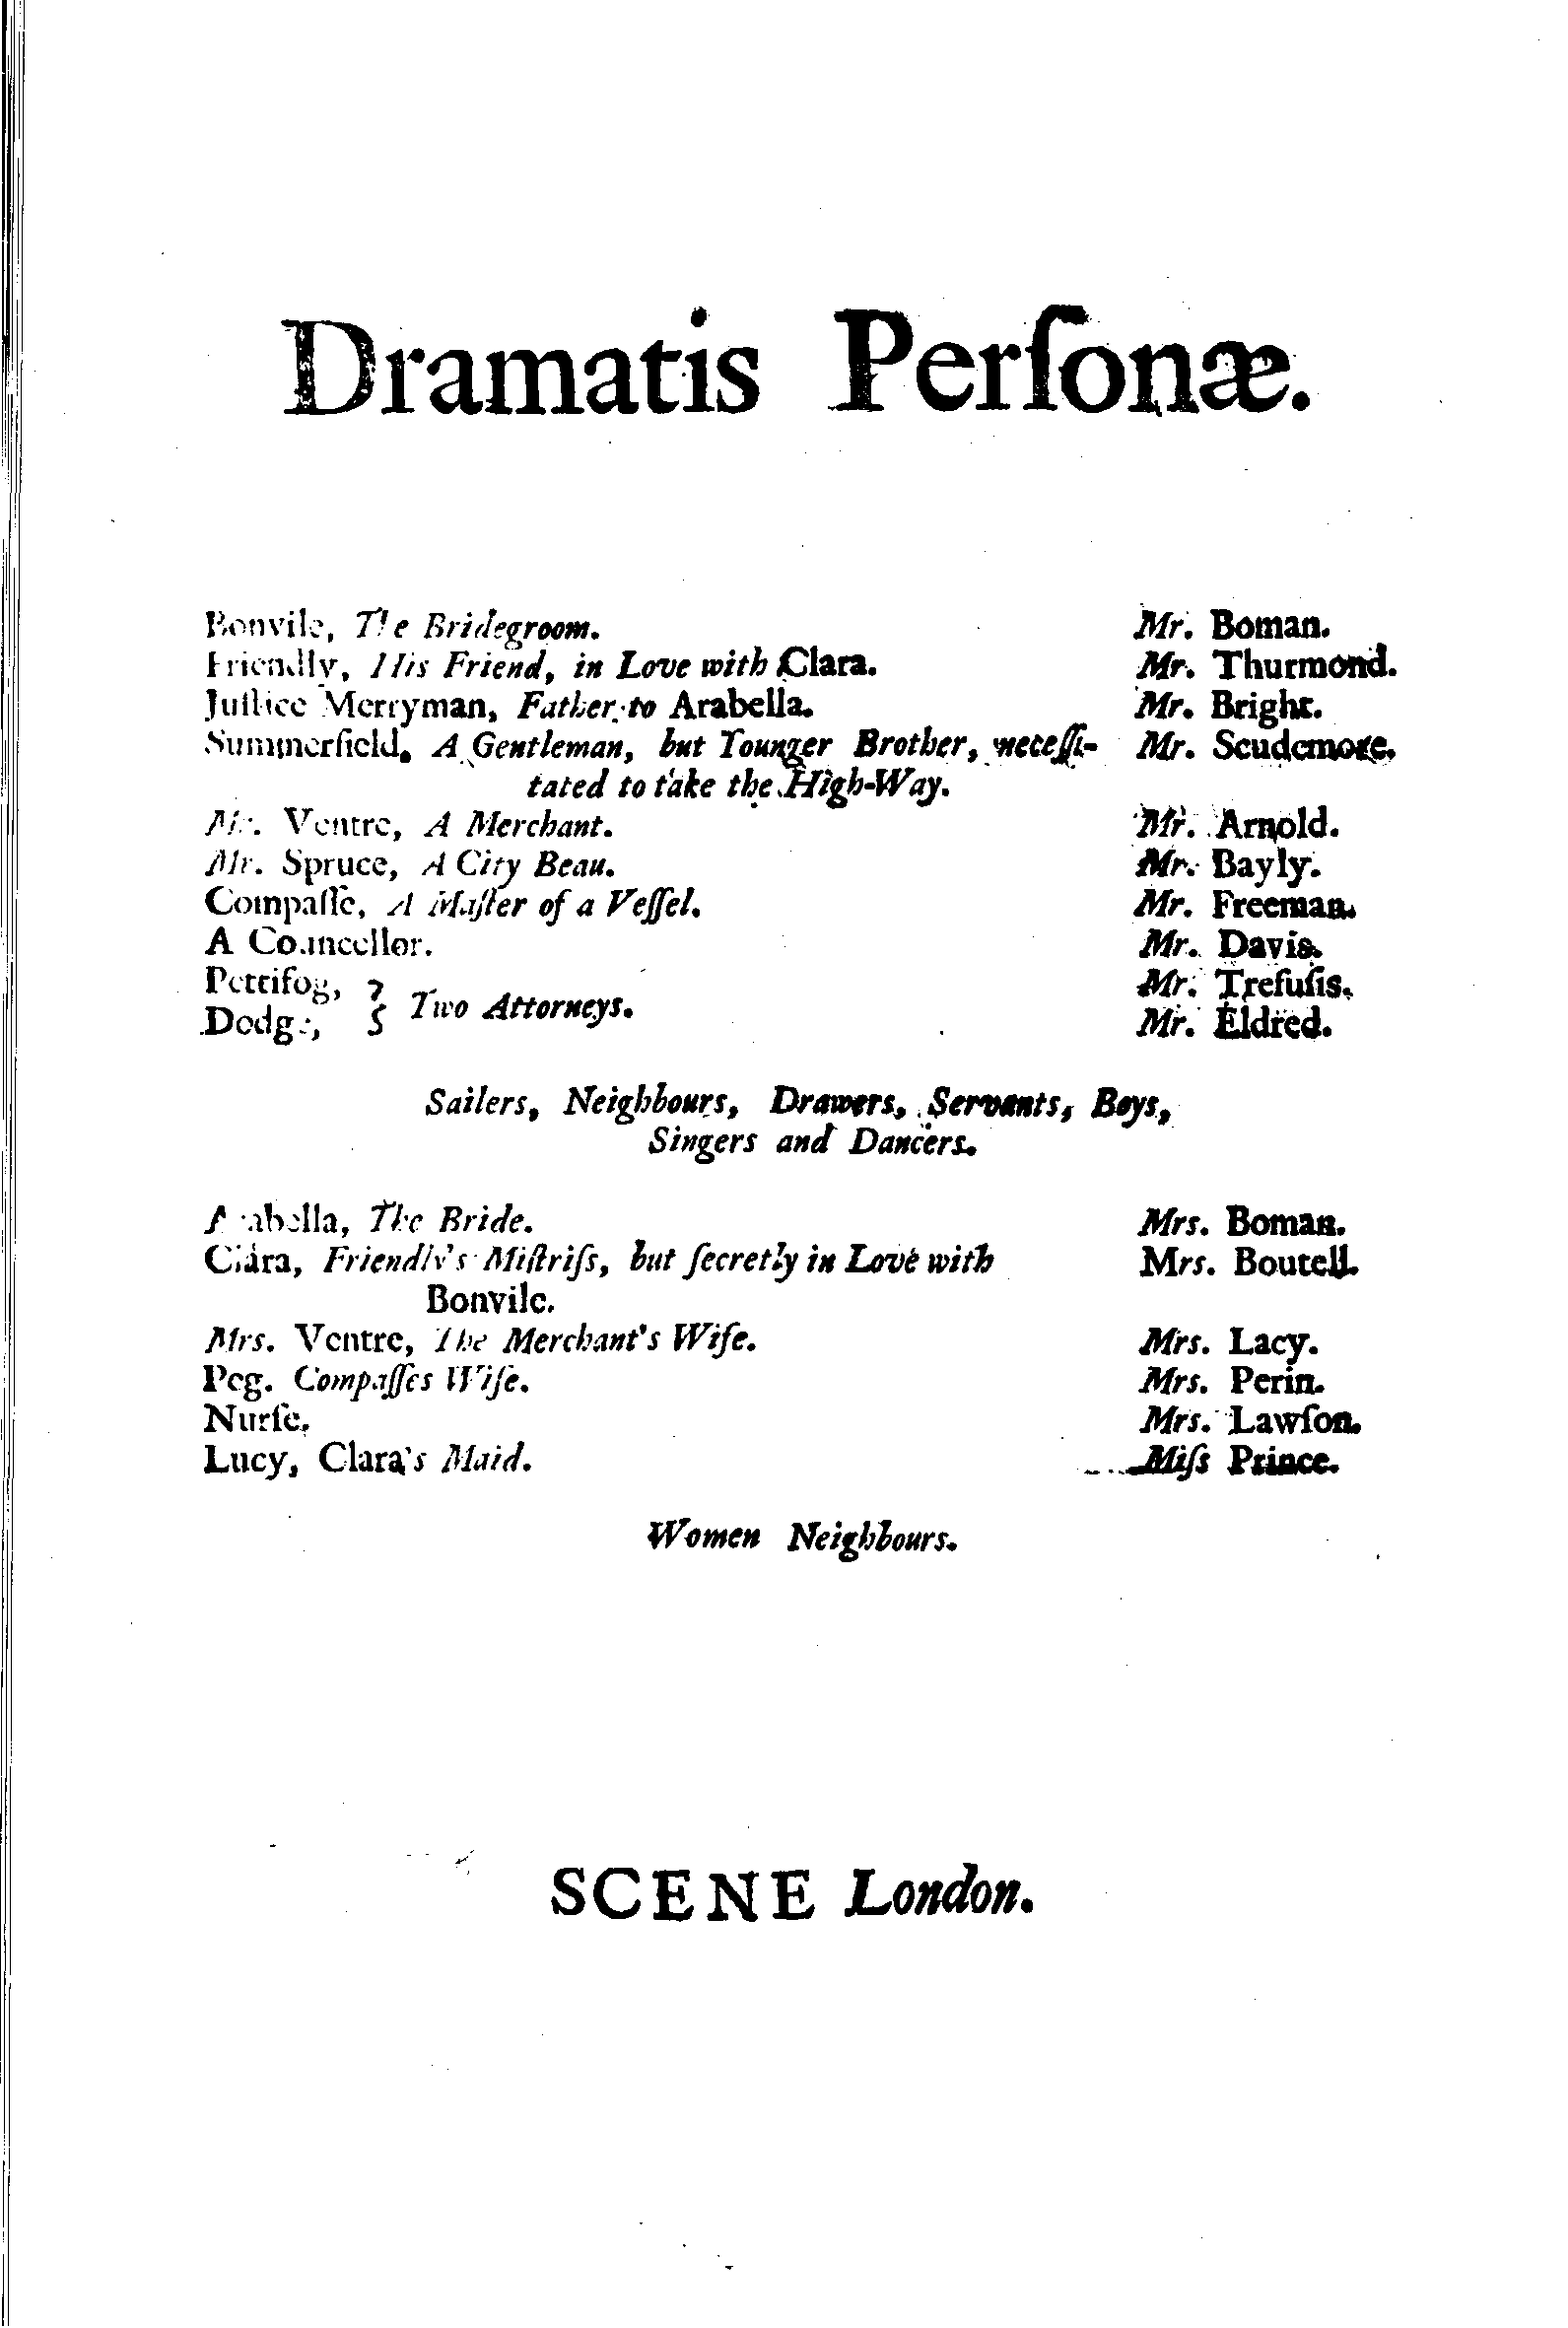 Dramatis Perſonæ.
Bonvile, The Bridegroom. Mr. Boman.
Friendly, His Friend, in Love with Clara. Mr. Thurmond.
Juſtice Merryman, Father to Arabella. Mr. Bright.
Summerfield, A Gentleman, but Younger Brother, neceſſi- Mr. Scudemore.
tated to take the High-Way.
Mr. Ventre, A Merchant. Mr. Arnold.
Mr. Spruce, A City Beau. Mr. Bayly.
Compaſſe, A Maſter of a Veſſel. Mr. Freeman.
A Councellor. Mr. Davis.
Pettifog, Mr. Trefuſis.
Dodge, } Two Attorneys. Mr. Eldred.
Sailers, Neighbours, Drawers, Servants, Boys,
Singers and Dancers.
Arabella, The Bride. Mrs. Boman.
Clara, Friendly's Miſtriſs, but ſecretly in Love with Mrs. Boutell.
Bonvile.
Mrs. Ventre, The Merchant's Wife. Mrs. Lacy.
Peg. Compaſſes Wife. Mrs. Perin.
Nurſe. Mrs. Lawſon.
Lucy, Clara's Maid. Miſs Prince.
Women Neighbours.
SCENE London.